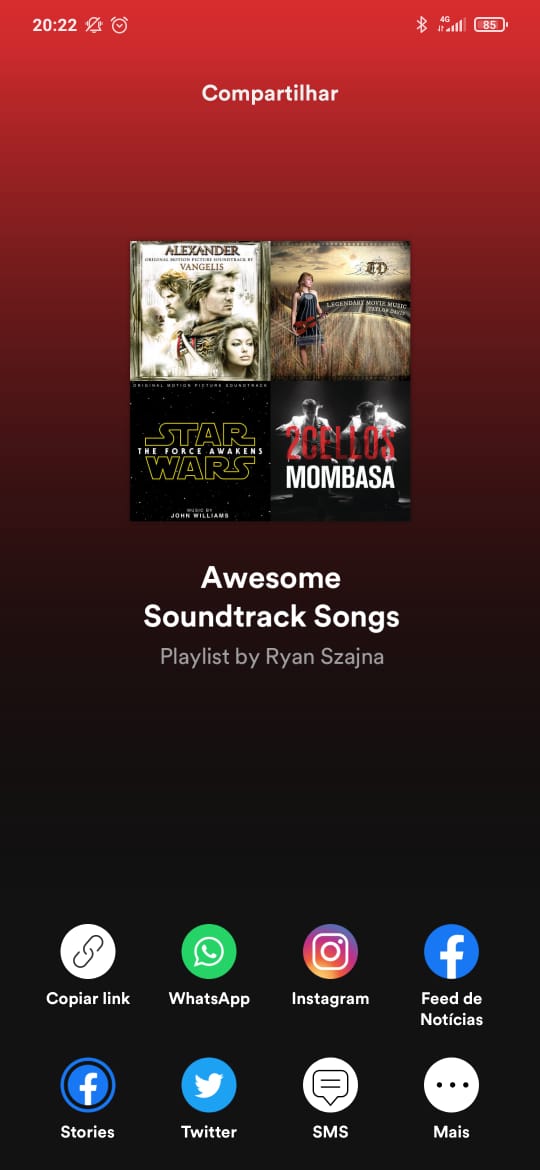 20:22
4G
85
Compartilhar
ALEXANDER
ORIGINAL MOTION PICTURE SOUNDTRACK BY
VANGELIS
TD
LEGENDARY MOVIE MUSIC
TAYLOR DAVIS
ORIGINAL MOTION PICTURE SOUNDTRACK
STAR
THE FORCE AWAKENS
WARS
MUSIC BY
JOHN WILLIAMS
2CELLOS
MOMBASA
Awesome
Soundtrack Songs
Playlist by Ryan Szajna
Copiar link
WhatsApp
Instagram
Feed de
Notícias
Stories
Twitter
SMS
Mais